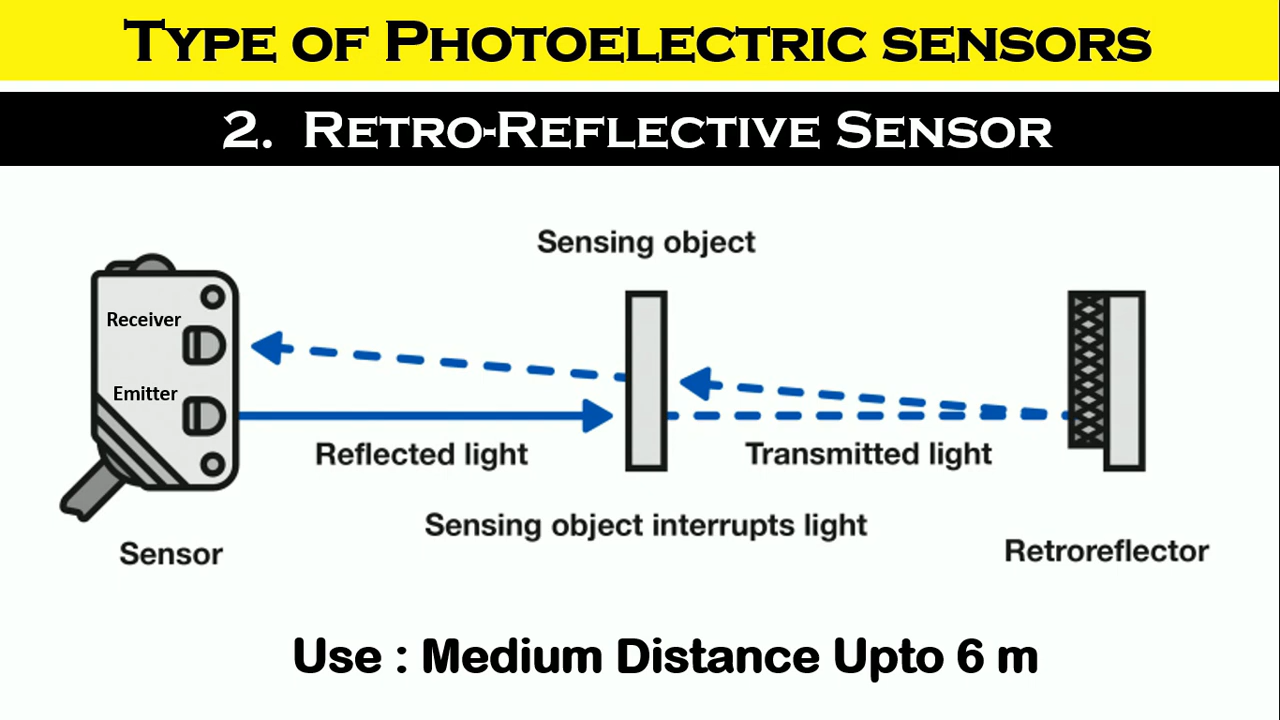 Type of Photoelectric sensors
2. Retro-Reflective Sensor
Sensing object
Receiver
Emitter
Reflected light
Transmitted light
Sensing object interrupts light
Sensor
Retroreflector
Use : Medium Distance Upto 6 m